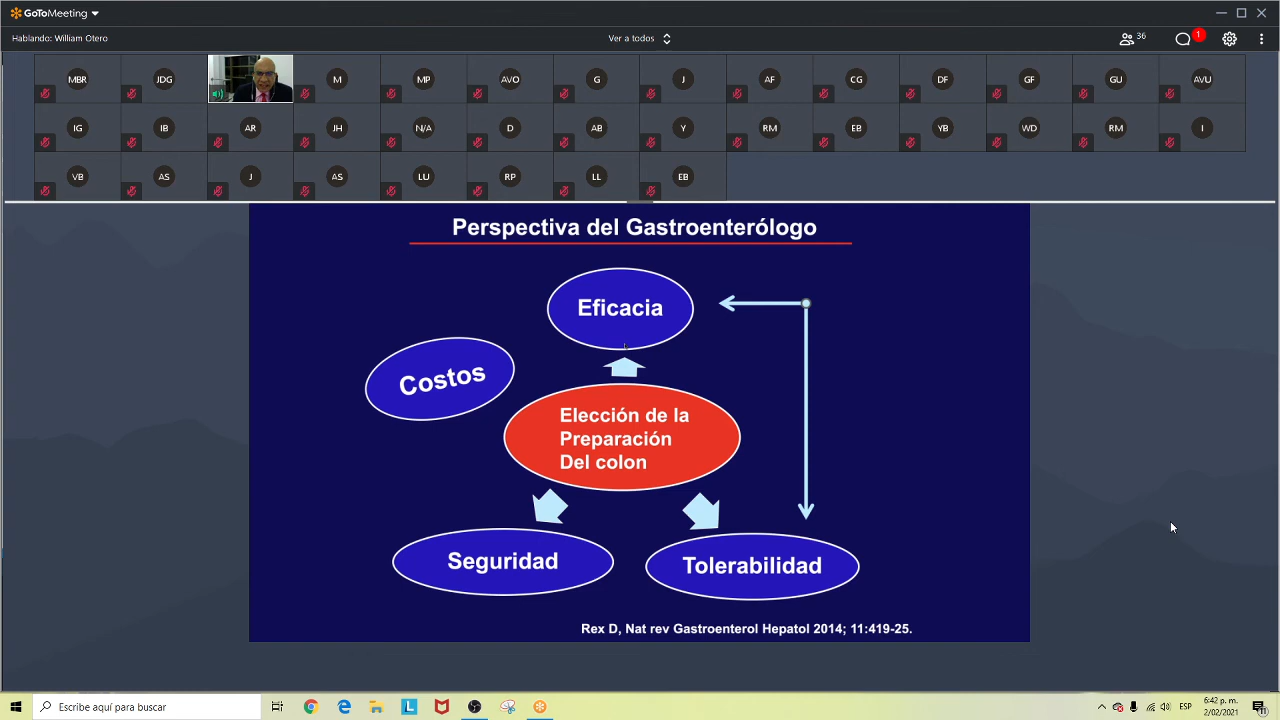 GoToMeeting
Hablando: William Otero
Ver a todos
36
1
MBR
JDG
M
MP
AVO
G
J
AF
CG
DF
GF
GU
AVU
IG
IB
AR
JH
N/A
D
AB
Y
RM
EB
YB
WD
RM
I
VB
AS
J
AS
LU
RP
LL
EB
Perspectiva del Gastroenterólogo
Eficacia
Costos
Elección de la
Preparación
Del colon
Seguridad
Tolerabilidad
Rex D, Nat rev Gastroenterol Hepatol 2014; 11:419-25.
Escribe aquí para buscar
L
ESP
6:42 p. m.
2/02/2021